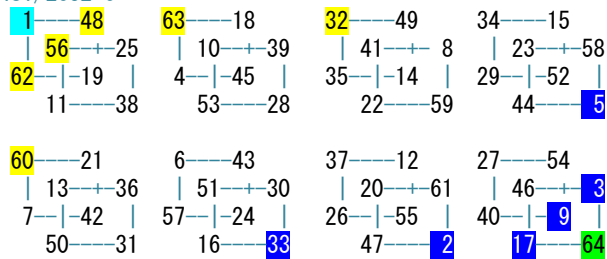 1----48 63----18 32----49 34----15
| 56--+-25 | 10--+-39 | 41--+- 8 | 23--+-58
62--|-19 | 4--|-45 | 35--|-14 | 29--|-52 |
11----38 53----28 22----59 44---- 5
60----21 6----43 37----12 27----54
| 13--+-36 | 51--+-30 | 20--+-61 | 46--+- 3
7--|-42 | 57--|-24 | 26--|-55 | 40--|- 9 |
50----31 16----33 47---- 2 17----64